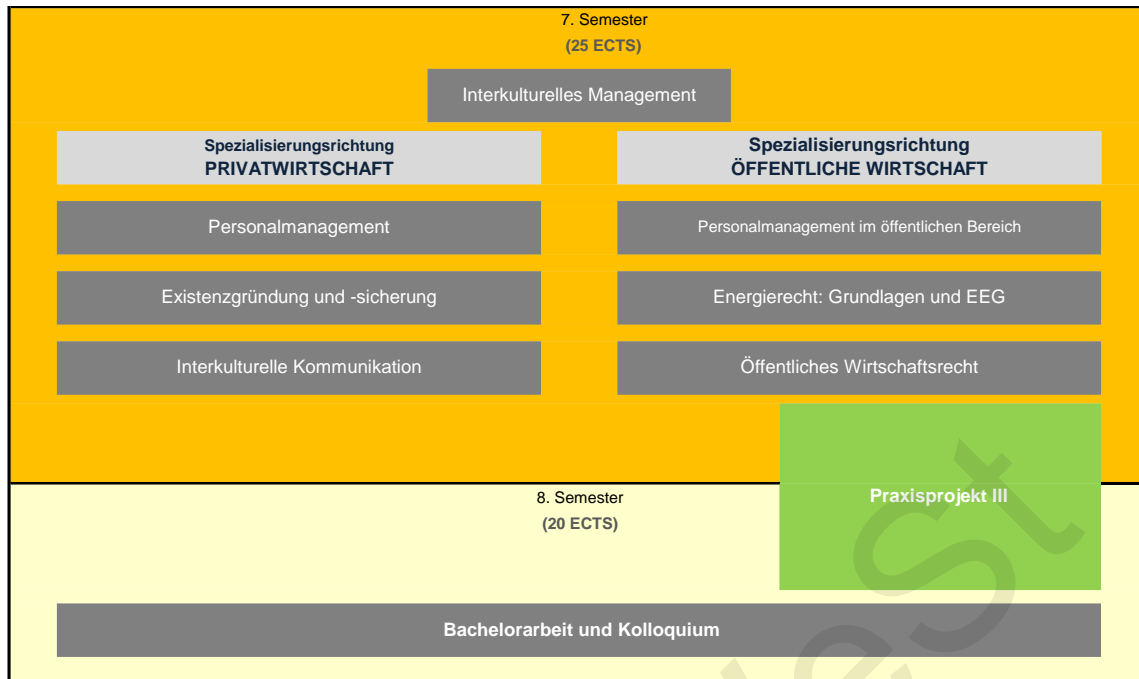 7. Semester
(25 ECTS)
Interkulturelles Management
Spezialisierungsrichtung
PRIVATWIRTSCHAFT
Spezialisierungsrichtung
ÖFFENTLICHE WIRTSCHAFT
Personalmanagement
Personalmanagement im öffentlichen Bereich
Existenzgründung und -sicherung
Energierecht: Grundlagen und EEG
Interkulturelle Kommunikation
Öffentliches Wirtschaftsrecht
Praxisprojekt III
8. Semester
(20 ECTS)
Bachelorarbeit und Kolloquium